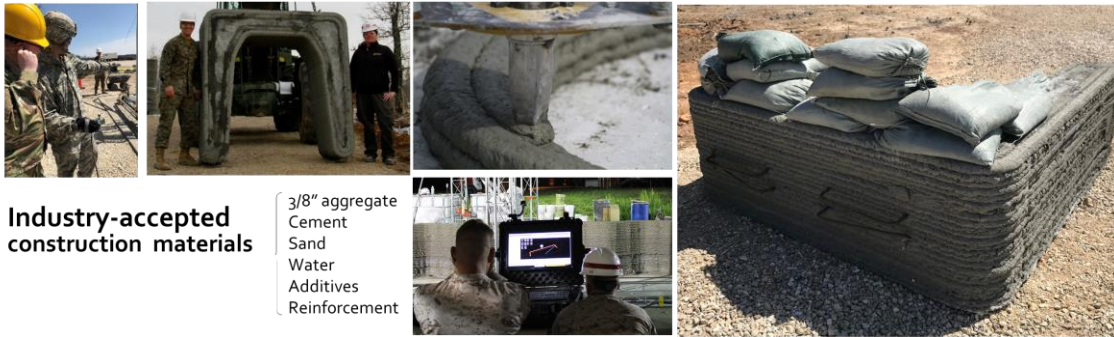 Industry-accepted
construction materials
3/8" aggregate
Cement
Sand
Water
Additives
Reinforcement